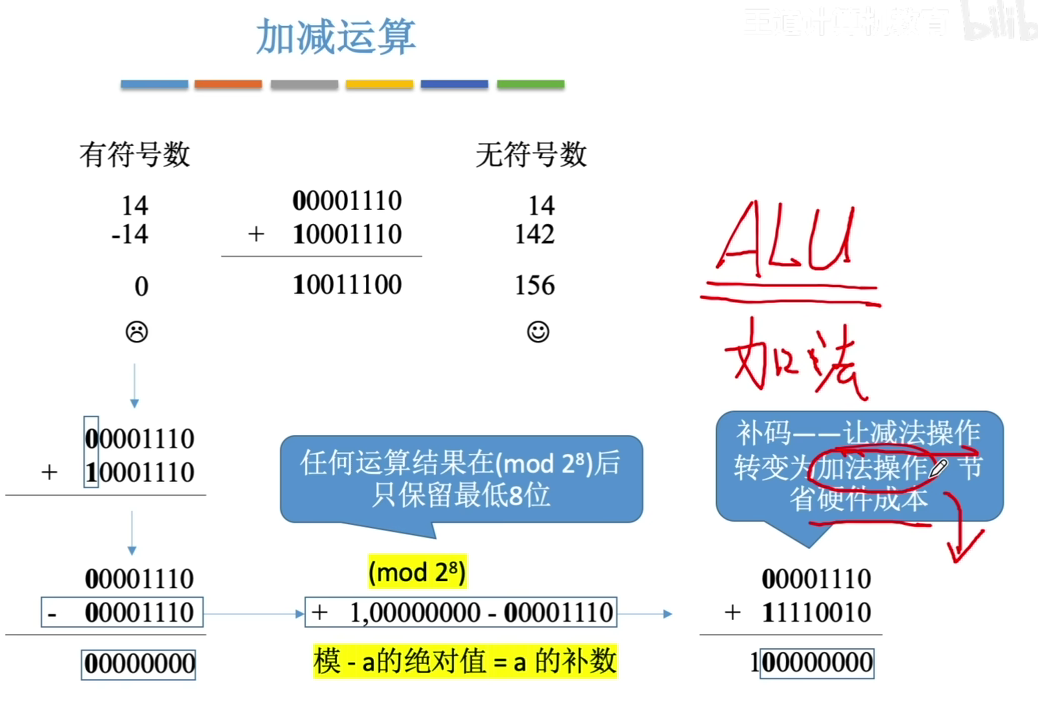 加减运算
有符号数
无符号数
14 00001110 14
-14 + 10001110 142
0 10011100 156
ALU
加法
00001110
+ 10001110
任何运算结果在(mod 2⁸)后
只保留最低8位
补码——让减法操作
转变为加法操作，节
省硬件成本
00001110
- 00001110
00000000
(mod 2⁸)
+ 1,00000000 - 00001110
模 - a的绝对值 = a 的补数
00001110
+ 11110010
100000000
bilib